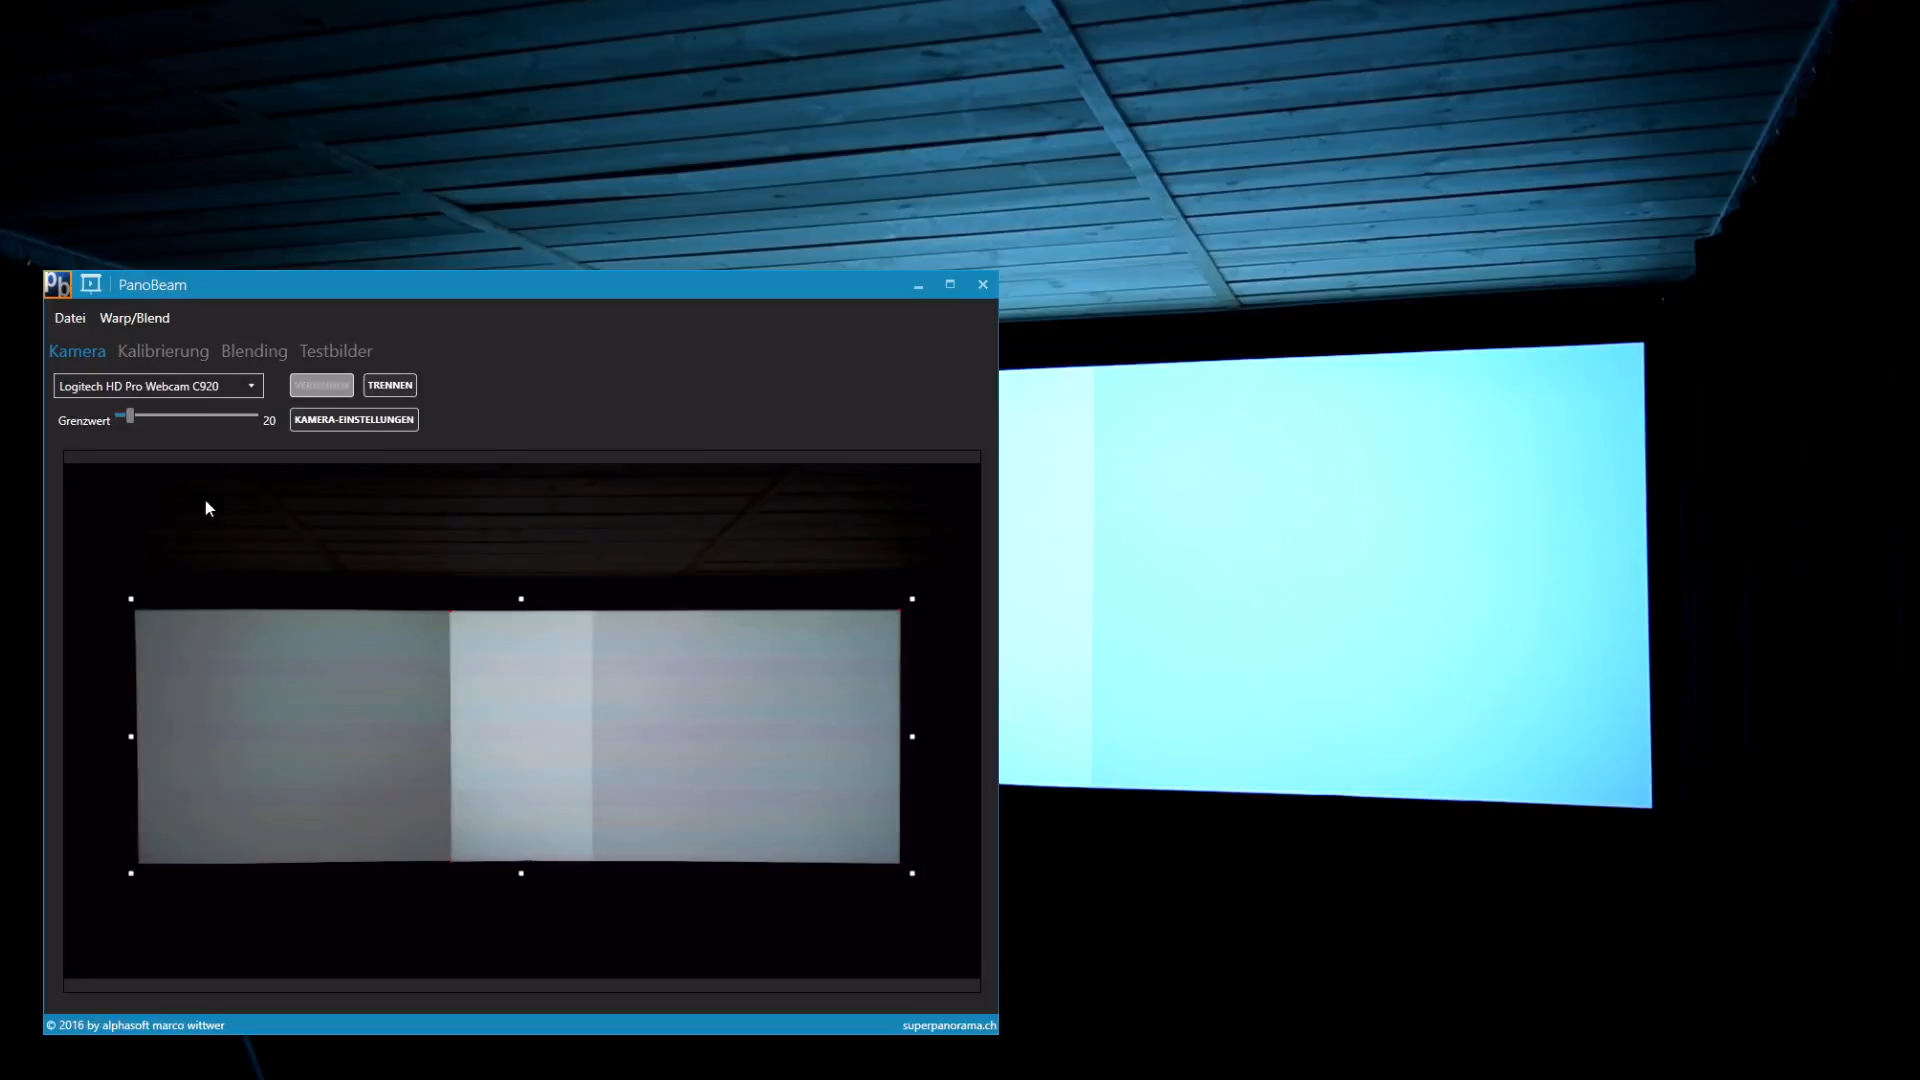 pb PanoBeam
Datei Warp/Blend
Kamera Kalibrierung Blending Testbilder
Logitech HD Pro Webcam C920 TRENNEN
Grenzwert 20 KAMERA-EINSTELLUNGEN
© 2016 by alphasoft marco wittwer superpanorama.ch